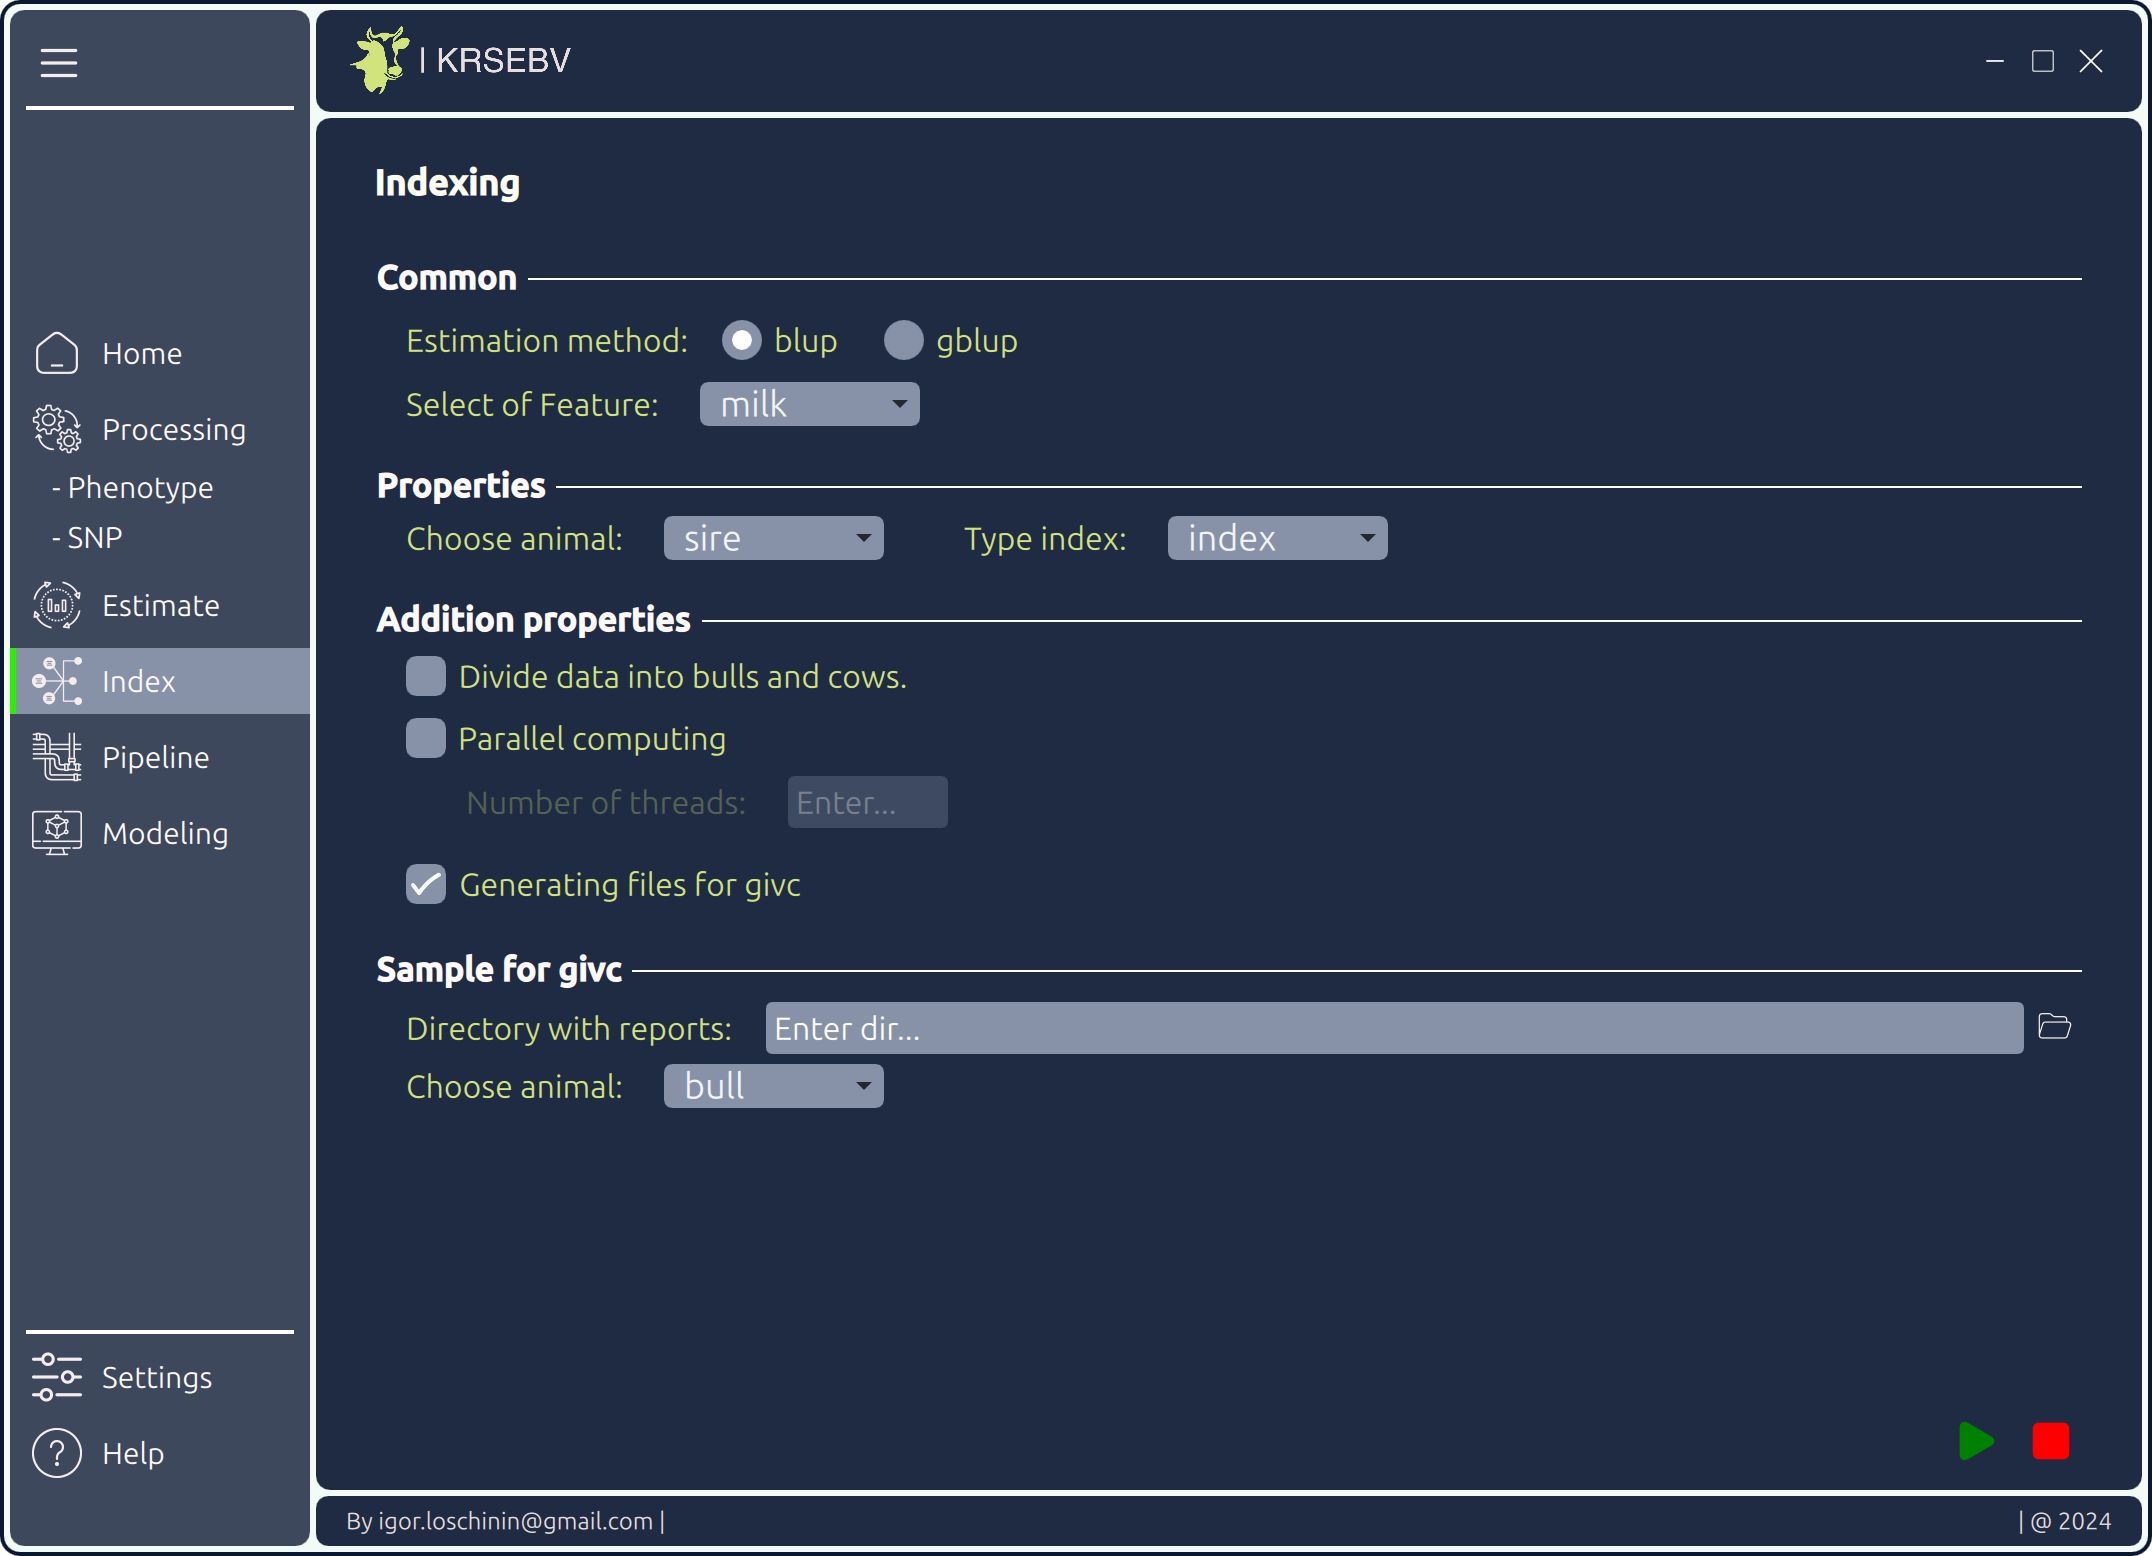 | KRSEBV
Home
Processing
- Phenotype
- SNP
Estimate
Index
Pipeline
Modeling
Settings
? Help
Indexing
Common
Estimation method: blup gblup
Select of Feature: milk
Properties
Choose animal: sire Type index: index
Addition properties
Divide data into bulls and cows.
Parallel computing
Number of threads: Enter...
Generating files for givc
Sample for givc
Directory with reports: Enter dir...
Choose animal: bull
By igor.loschinin@gmail.com | | @ 2024